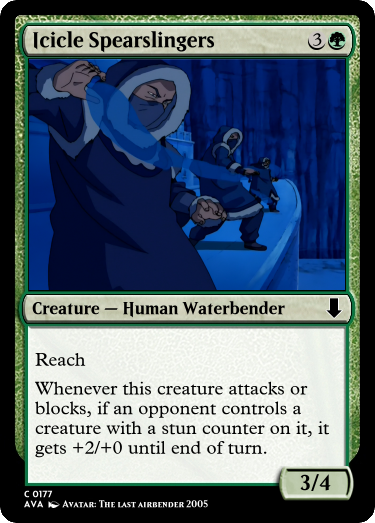 Icicle Spearslingers 3
Creature — Human Waterbender
Reach
Whenever this creature attacks or
blocks, if an opponent controls a
creature with a stun counter on it, it
gets +2/+0 until end of turn.
3/4
C 0177
AVA Avatar: The last airbender 2005